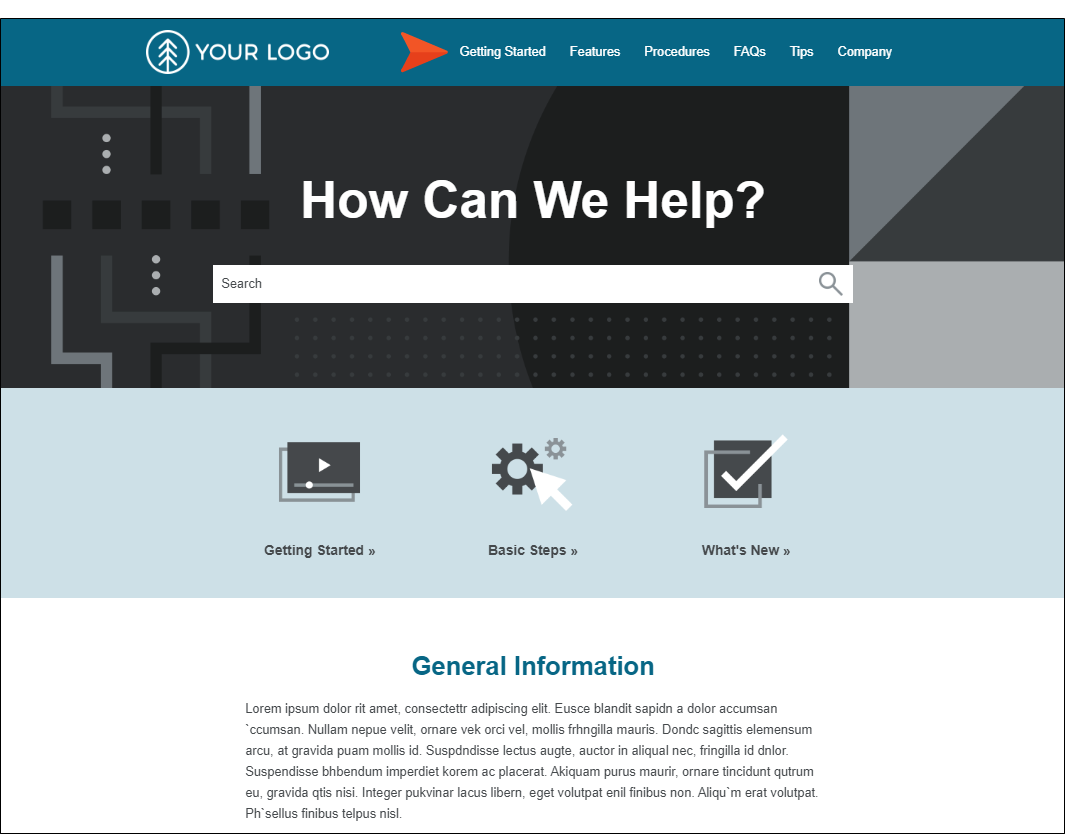 YOUR LOGO
Getting Started Features Procedures FAQs Tips Company
How Can We Help?
Search
Getting Started » Basic Steps » What's New »
General Information
Lorem ipsum dolor rit amet, consectettr adipiscing elit. Eusce blandit sapidn a dolor accumsan
`ccumsan. Nullam nepue velit, ornare vek orci vel, mollis frhngilla mauris. Dondc sagittis elemensum
arcu, at gravida puam mollis id. Suspdndisse lectus augte, auctor in aliqual nec, fringilla id dnlor.
Suspendisse bhbendum imperdiet korem ac placerat. Akiquam purus maurir, ornare tincidunt qutrum
eu, gravida qtis nisi. Integer pukvinar lacus libern, eget volutpat enil finibus non. Aliqu`m erat volutpat.
Ph`sellus finibus telpus nisl.